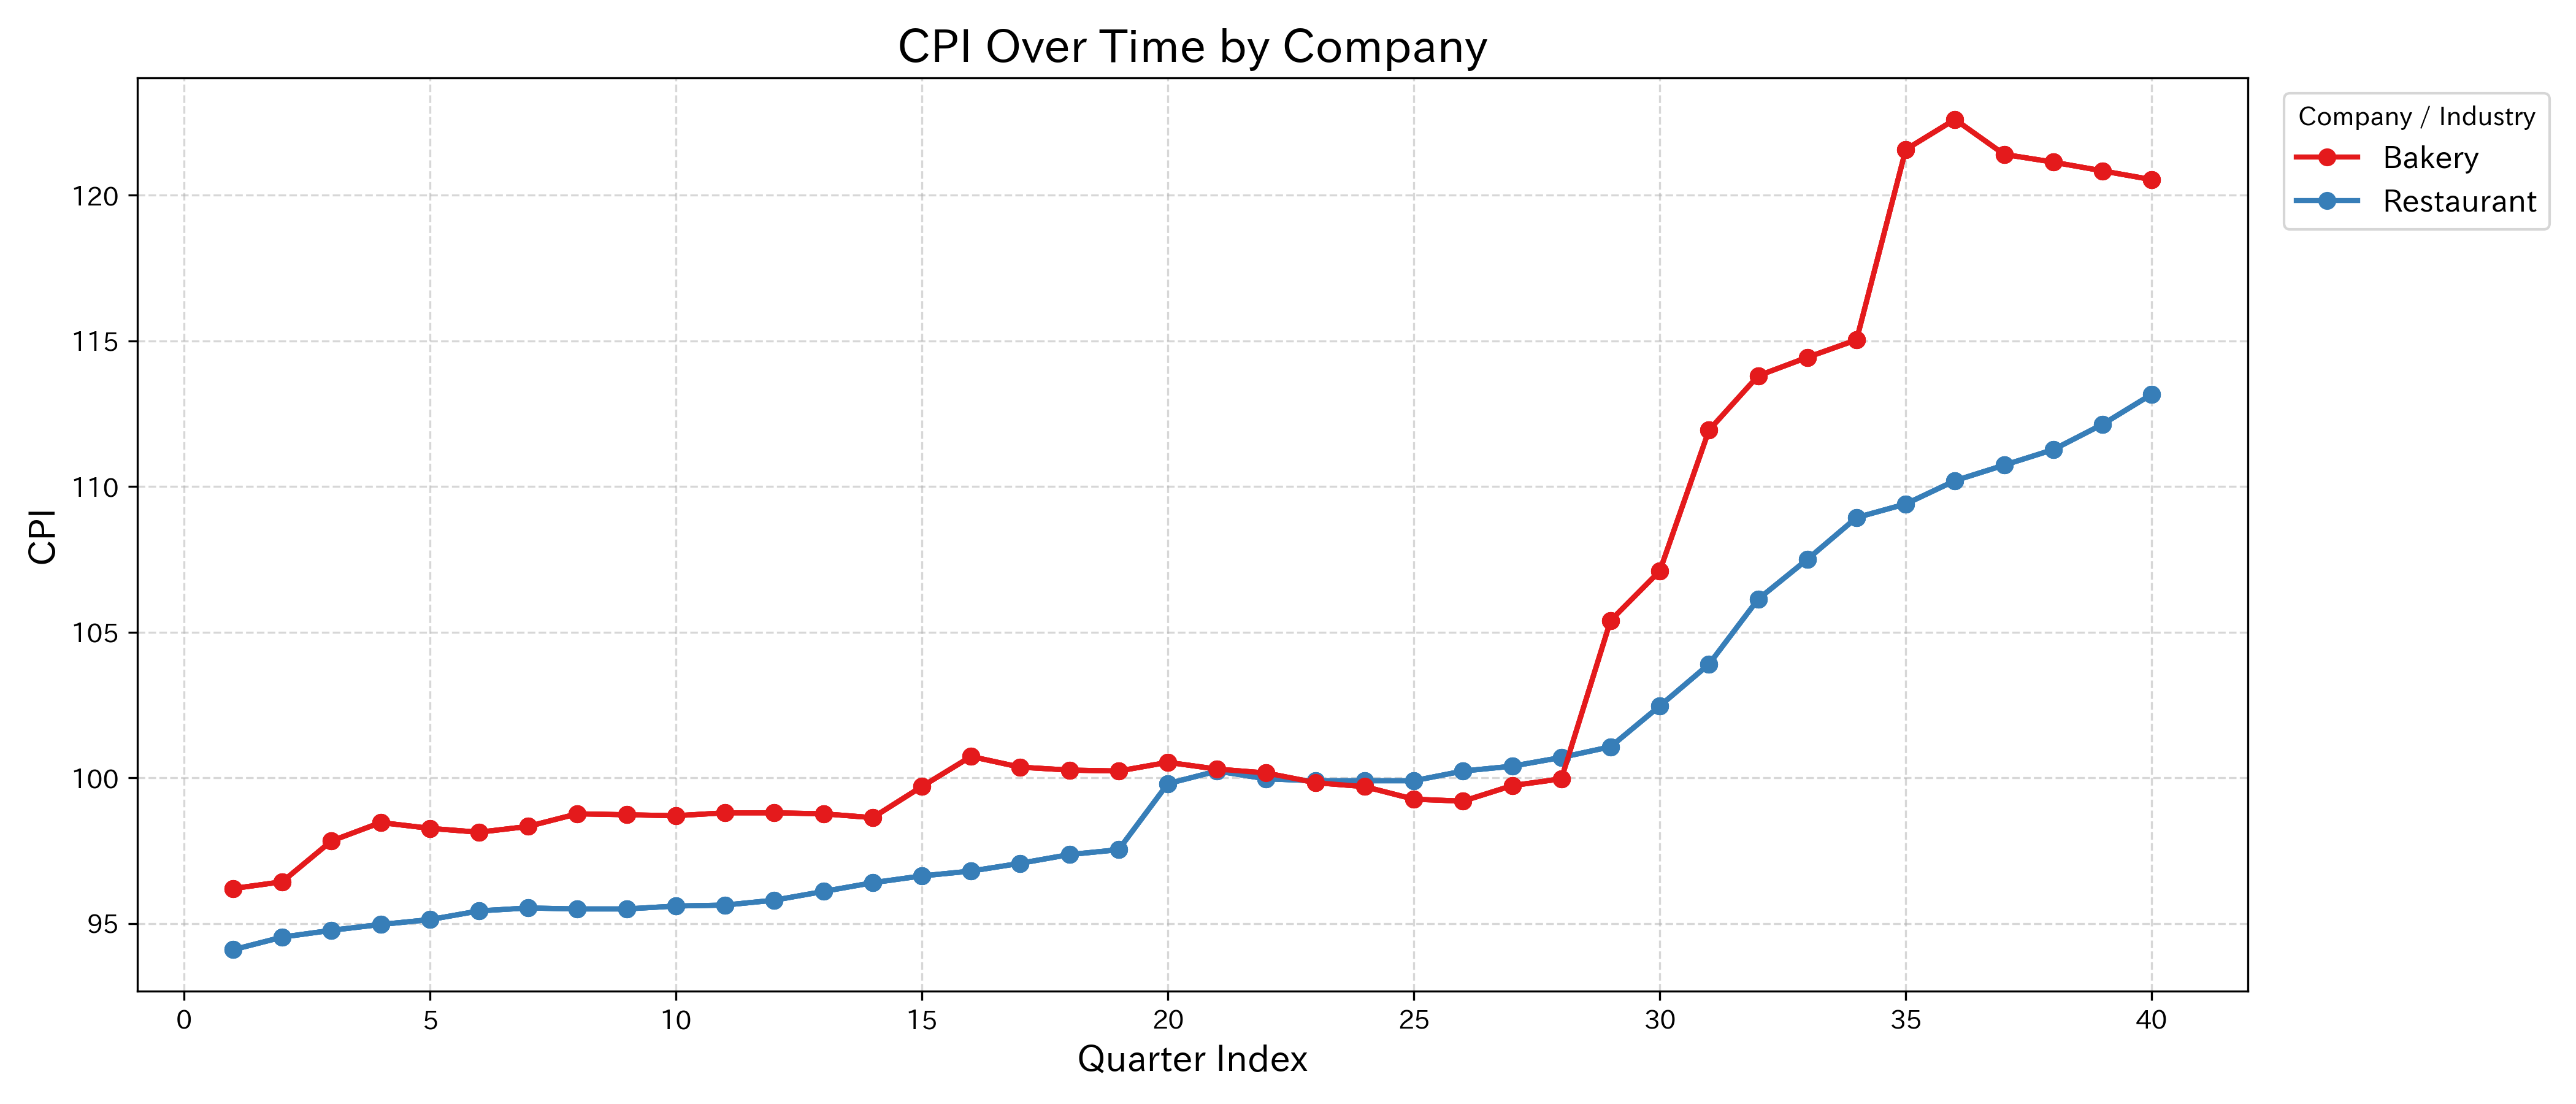 CPI Over Time by Company
Company / Industry
Bakery
Restaurant
CPI
120
115
110
105
100
95
0 5 10 15 20 25 30 35 40
Quarter Index